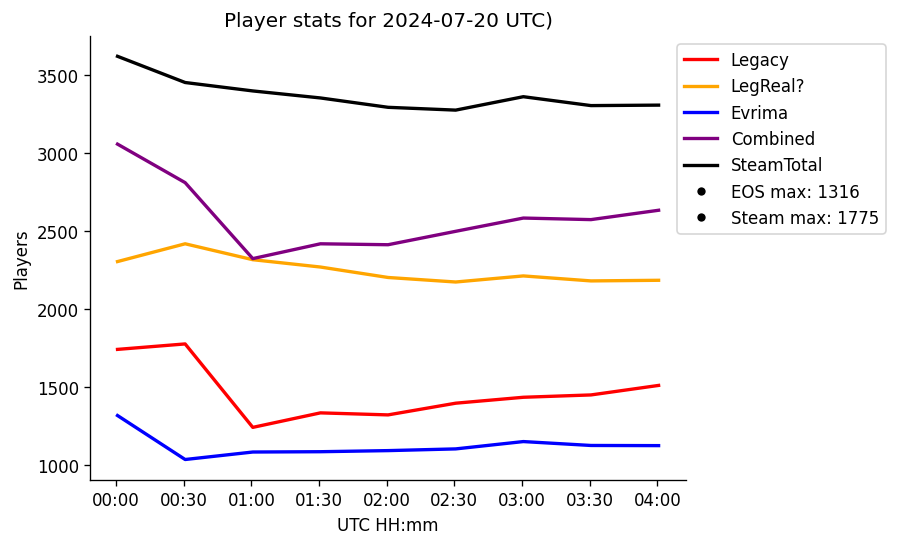 Player stats for 2024-07-20 UTC)
Legacy
LegReal?
Evrima
Combined
SteamTotal
EOS max: 1316
Steam max: 1775
Players
3500
3000
2500
2000
1500
1000
00:00 00:30 01:00 01:30 02:00 02:30 03:00 03:30 04:00
UTC HH:mm